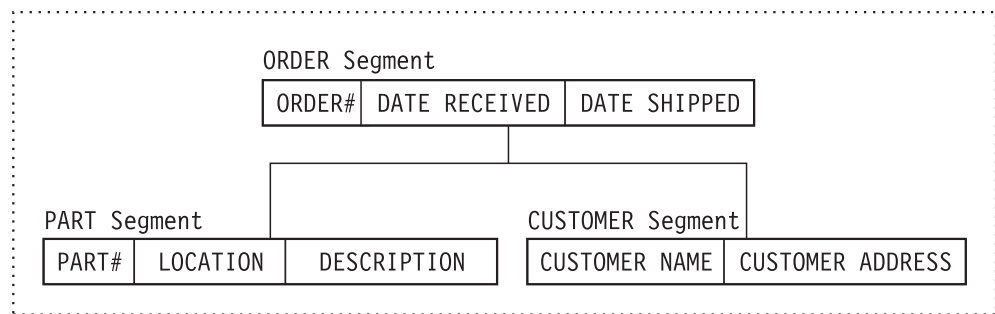 ORDER Segment
ORDER# DATE RECEIVED DATE SHIPPED
PART Segment
PART# LOCATION DESCRIPTION
CUSTOMER Segment
CUSTOMER NAME CUSTOMER ADDRESS